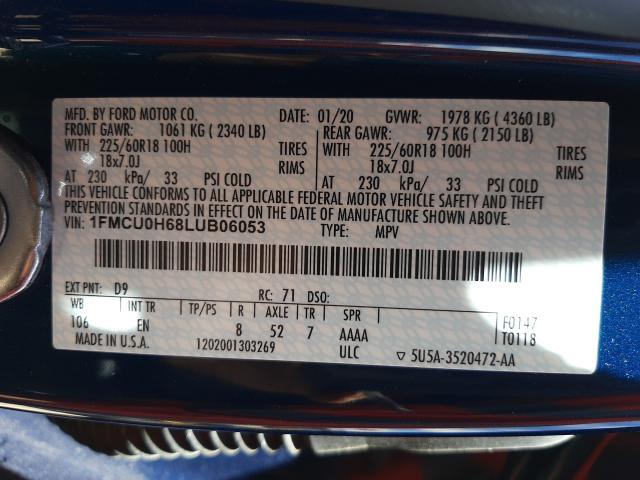 MFD. BY FORD MOTOR CO. DATE: 01/20 GVWR: 1978 KG ( 4360 LB)
FRONT GAWR: 1061 KG ( 2340 LB) REAR GAWR: 975 KG ( 2150 LB)
WITH 225/60R18 100H TIRES WITH 225/60R18 100H TIRES
18x7.0J RIMS 18x7.0J RIMS
AT 230 kPa/ 33 PSI COLD AT 230 kPa/ 33 PSI COLD
THIS VEHICLE CONFORMS TO ALL APPLICABLE FEDERAL MOTOR VEHICLE SAFETY AND THEFT
PREVENTION STANDARDS IN EFFECT ON THE DATE OF MANUFACTURE SHOWN ABOVE.
VIN: 1FMCU0H68LUB06053 TYPE: MPV
EXT PNT: D9 RC: 71 DSO:
WB INT TR TP/PS R AXLE TR SPR
106 EN 8 52 7 AAAA F0147
T0118
MADE IN U.S.A. 1202001303269 ULC ▽ 5U5A-3520472-AA